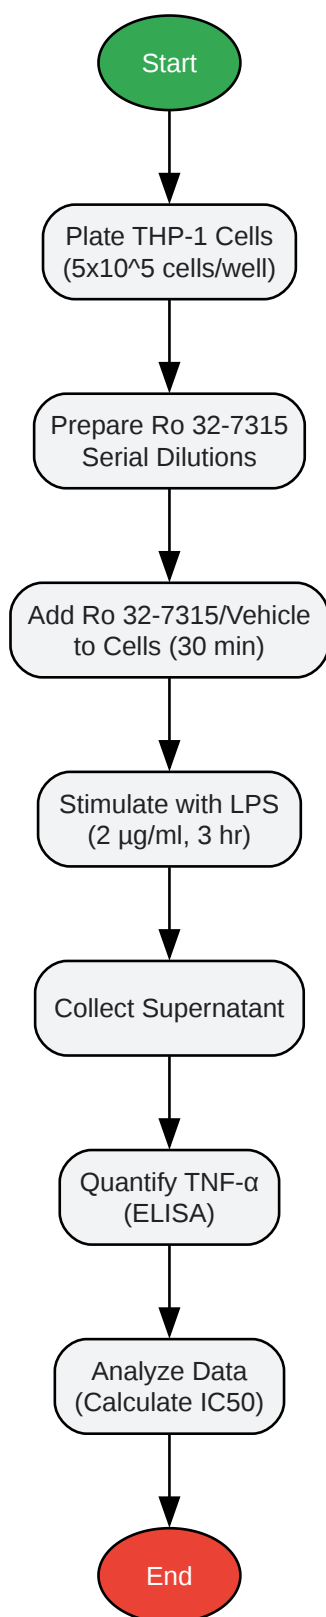 Start
Plate THP-1 Cells
(5x10^5 cells/well)
Prepare Ro 32-7315
Serial Dilutions
Add Ro 32-7315/Vehicle
to Cells (30 min)
Stimulate with LPS
(2 µg/ml, 3 hr)
Collect Supernatant
Quantify TNF-α
(ELISA)
Analyze Data
(Calculate IC50)
End